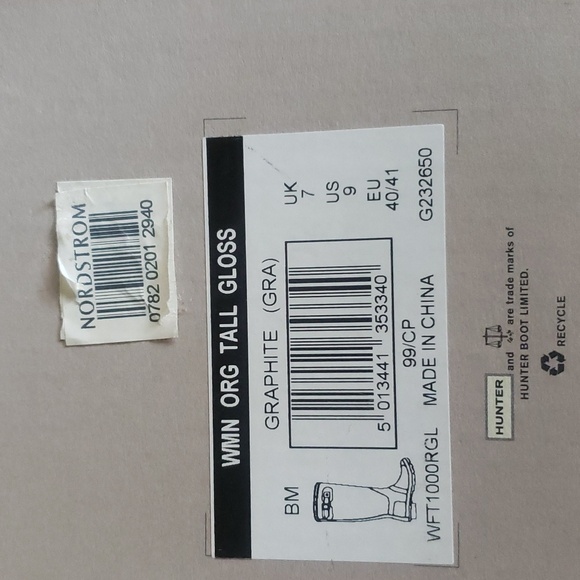 NORDSTROM
0782 0201 2940
WMN ORG TALL GLOSS
GRAPHITE (GRA)
BM
5 013441 353340
UK
7
US
9
EU
40/41
99/CP
WFT1000RGL MADE IN CHINA G232650
HUNTER and are trade marks of
HUNTER BOOT LIMITED.
RECYCLE